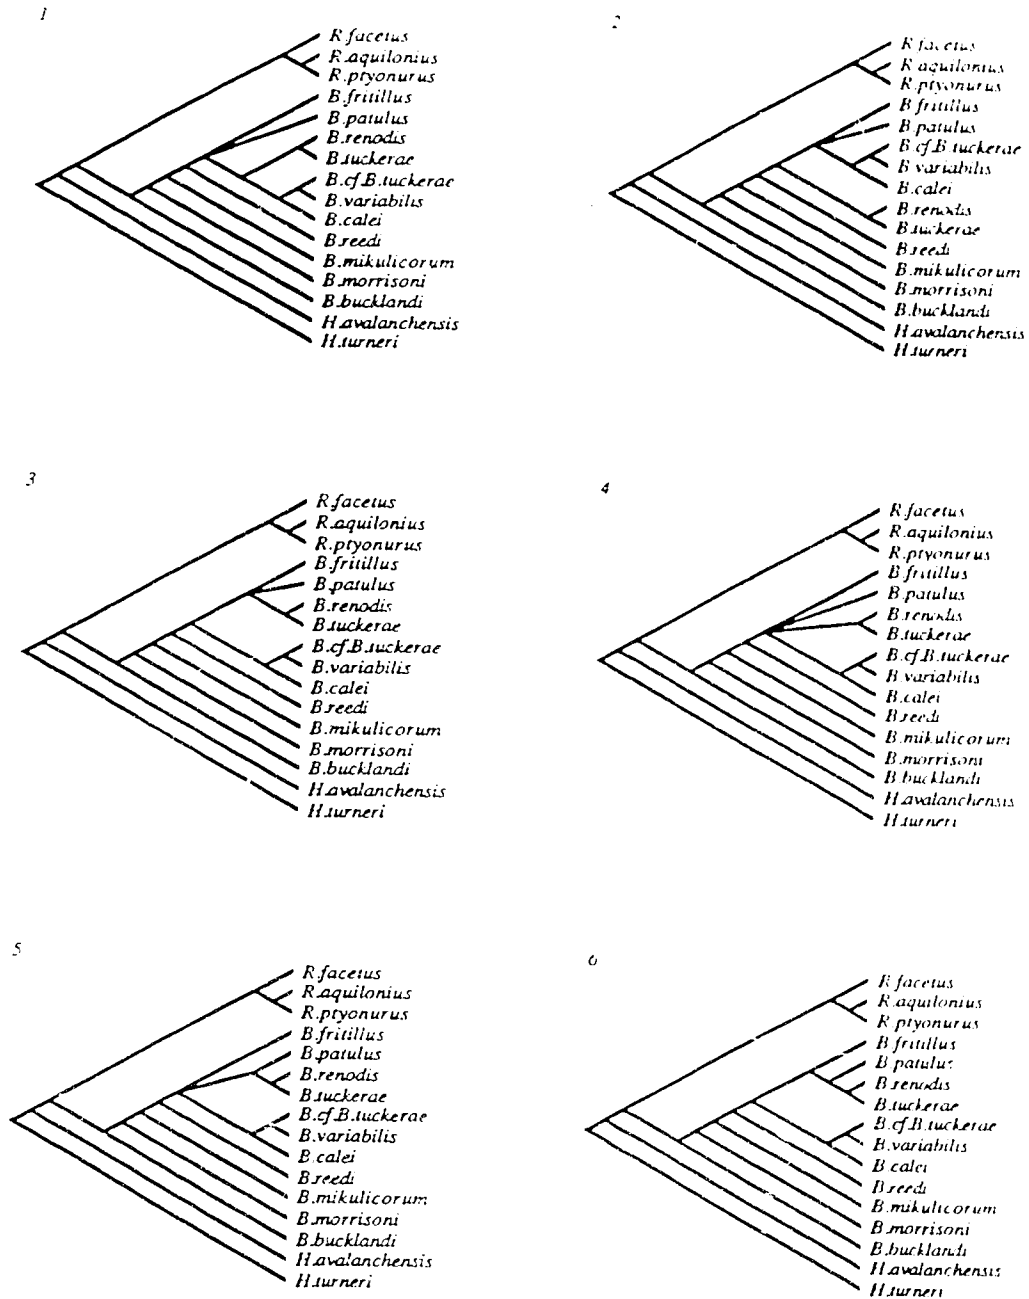 1
R.facetus
R.aquilonius
R.ptyonurus
B.fritillus
B.patulus
B.renodis
B.tuckerae
B.cf.B.tuckerae
B.variabilis
B.calei
B.reedi
B.mikulicorum
B.morrisoni
B.bucklandi
H.avalanchensis
H.turneri
2
R.facetus
R.aquilonius
R.ptyonurus
B.fritillus
B.patulus
B.cf.B.tuckerae
B.variabilis
B.calei
B.renodis
B.tuckerae
B.reedi
B.mikulicorum
B.morrisoni
B.bucklandi
H.avalanchensis
H.turneri
3
R.facetus
R.aquilonius
R.ptyonurus
B.fritillus
B.patulus
B.renodis
B.tuckerae
B.cf.B.tuckerae
B.variabilis
B.calei
B.reedi
B.mikulicorum
B.morrisoni
B.bucklandi
H.avalanchensis
H.turneri
4
R.facetus
R.aquilonius
R.ptyonurus
B.fritillus
B.patulus
B.renodis
B.tuckerae
B.cf.B.tuckerae
B.variabilis
B.calei
B.reedi
B.mikulicorum
B.morrisoni
B.bucklandi
H.avalanchensis
H.turneri
5
R.facetus
R.aquilonius
R.ptyonurus
B.fritillus
B.patulus
B.renodis
B.tuckerae
B.cf.B.tuckerae
B.variabilis
B.calei
B.reedi
B.mikulicorum
B.morrisoni
B.bucklandi
H.avalanchensis
H.turneri
6
R.facetus
R.aquilonius
R.ptyonurus
B.fritillus
B.patulus
B.renodis
B.tuckerae
B.cf.B.tuckerae
B.variabilis
B.calei
B.reedi
B.mikulicorum
B.morrisoni
B.bucklandi
H.avalanchensis
H.turneri